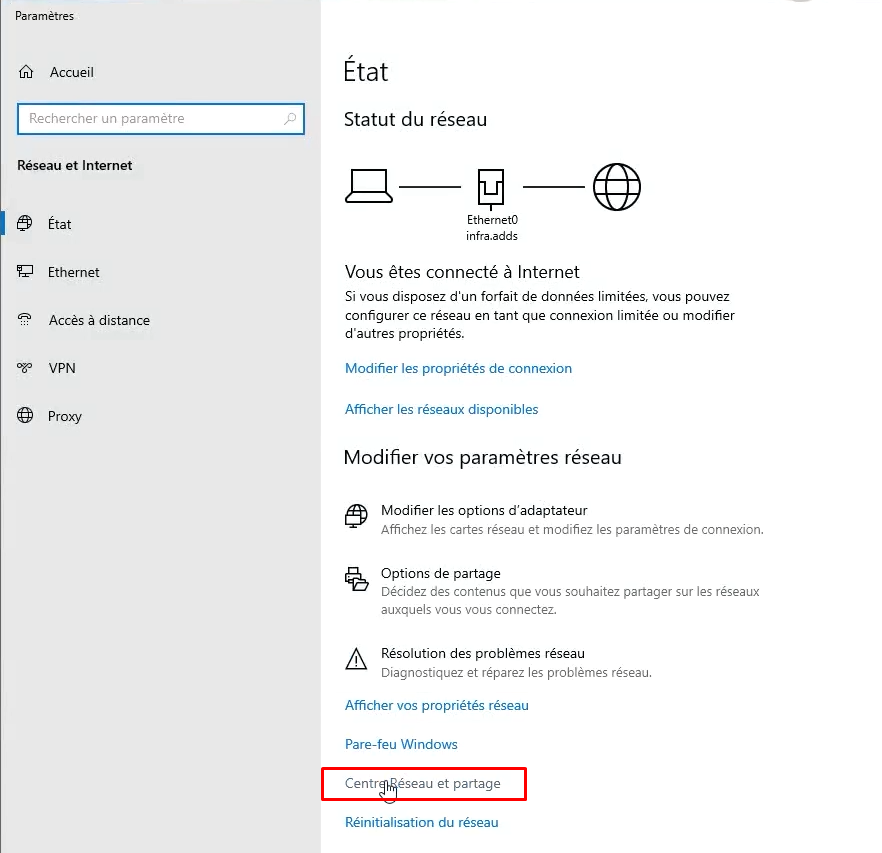 Paramètres
Accueil
Rechercher un paramètre
Réseau et Internet
État
Ethernet
Accès à distance
VPN
Proxy
État
Statut du réseau
Ethernet0
infra.adds
Vous êtes connecté à Internet
Si vous disposez d'un forfait de données limitées, vous pouvez
configurer ce réseau en tant que connexion limitée ou modifier
d'autres propriétés.
Modifier les propriétés de connexion
Afficher les réseaux disponibles
Modifier vos paramètres réseau
Modifier les options d'adaptateur
Affichez les cartes réseau et modifiez les paramètres de connexion.
Options de partage
Décidez des contenus que vous souhaitez partager sur les réseaux
auxquels vous vous connectez.
Résolution des problèmes réseau
Diagnostiquez et réparez les problèmes réseau.
Afficher vos propriétés réseau
Pare-feu Windows
Centre Réseau et partage
Réinitialisation du réseau